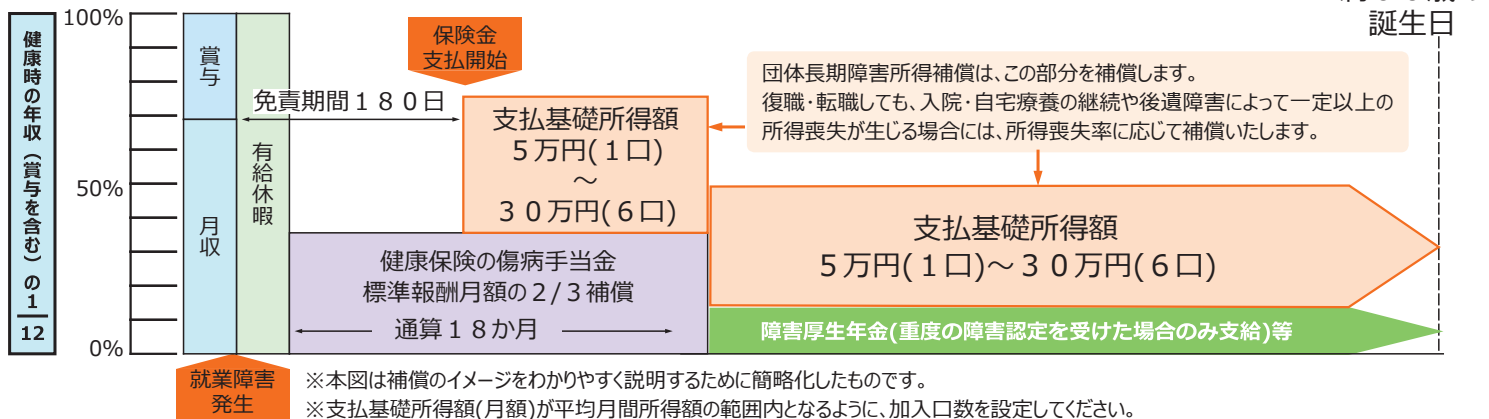 誕生日
健康時の年収（賞与を含む）の1/12
100%
50%
0%
賞与
月収
有給休暇
保険金
支払開始
免責期間１８０日
支払基礎所得額
５万円(１口)
～
３０万円(６口)
団体長期障害所得補償は、この部分を補償します。
復職・転職しても、入院・自宅療養の継続や後遺障害によって一定以上の
所得喪失が生じる場合には、所得喪失率に応じて補償いたします。
健康保険の傷病手当金
標準報酬月額の２/３補償
通算１８か月
支払基礎所得額
５万円(１口)～３０万円(６口)
障害厚生年金(重度の障害認定を受けた場合のみ支給)等
就業障害
発生
※本図は補償のイメージをわかりやすく説明するために簡略化したものです。
※支払基礎所得額(月額)が平均月間所得額の範囲内となるように、加入口数を設定してください。